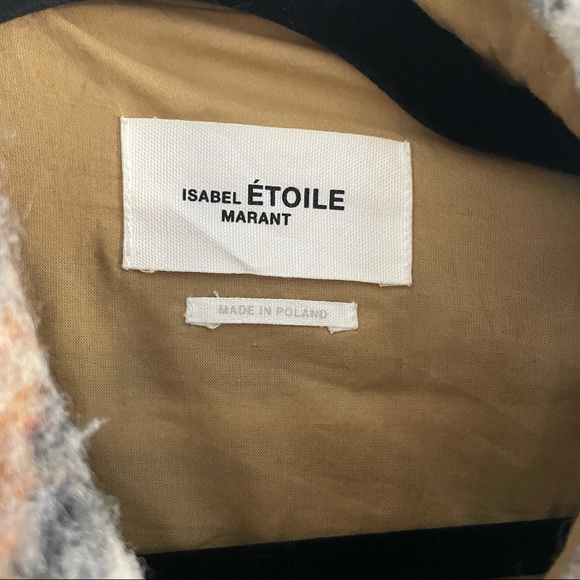 ISABEL ÉTOILE
MARANT
MADE IN POLAND